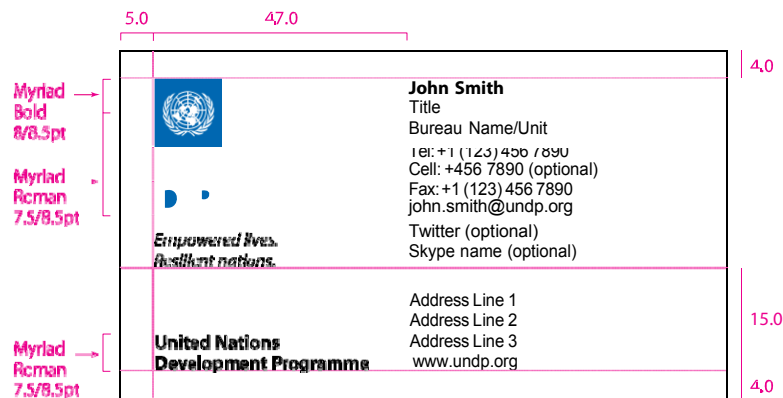 5.0 47.0
4.0
Myriad
Bold
8/8.5pt
Myriad
Roman
7.5/8.5pt
John Smith
Title
Bureau Name/Unit
Tel: +1 (123) 456 7890
Cell: +456 7890 (optional)
Fax: +1 (123) 456 7890
john.smith@undp.org
Twitter (optional)
Skype name (optional)
Empowered lives.
Resilient nations.
Address Line 1
Address Line 2
Address Line 3
www.undp.org
United Nations
Development Programme
Myriad
Roman
7.5/8.5pt
15.0
4.0